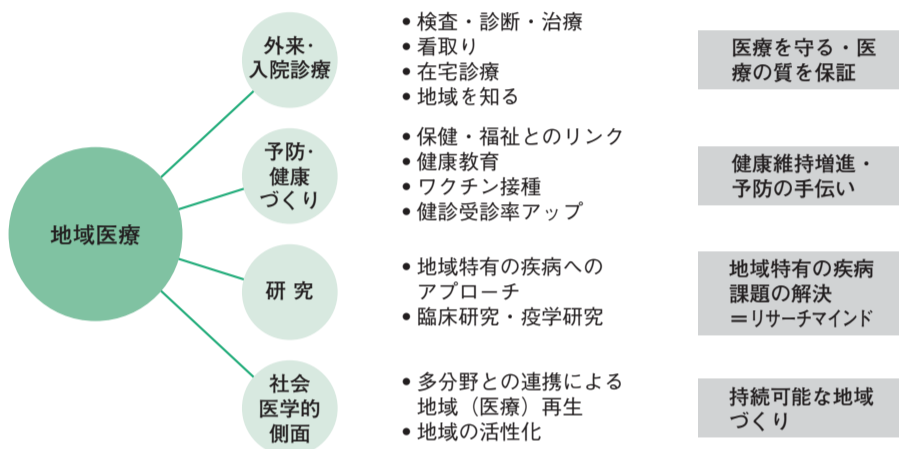 地域医療
外来・
入院診療
• 検査・診断・治療
• 看取り
• 在宅診療
• 地域を知る
医療を守る・医
療の質を保証
予防・
健康
づくり
• 保健・福祉とのリンク
• 健康教育
• ワクチン接種
• 健診受診率アップ
健康維持増進・
予防の手伝い
研 究
• 地域特有の疾病への
アプローチ
• 臨床研究・疫学研究
地域特有の疾病
課題の解決
＝リサーチマインド
社会
医学的
側面
• 多分野との連携による
地域（医療）再生
• 地域の活性化
持続可能な地域
づくり